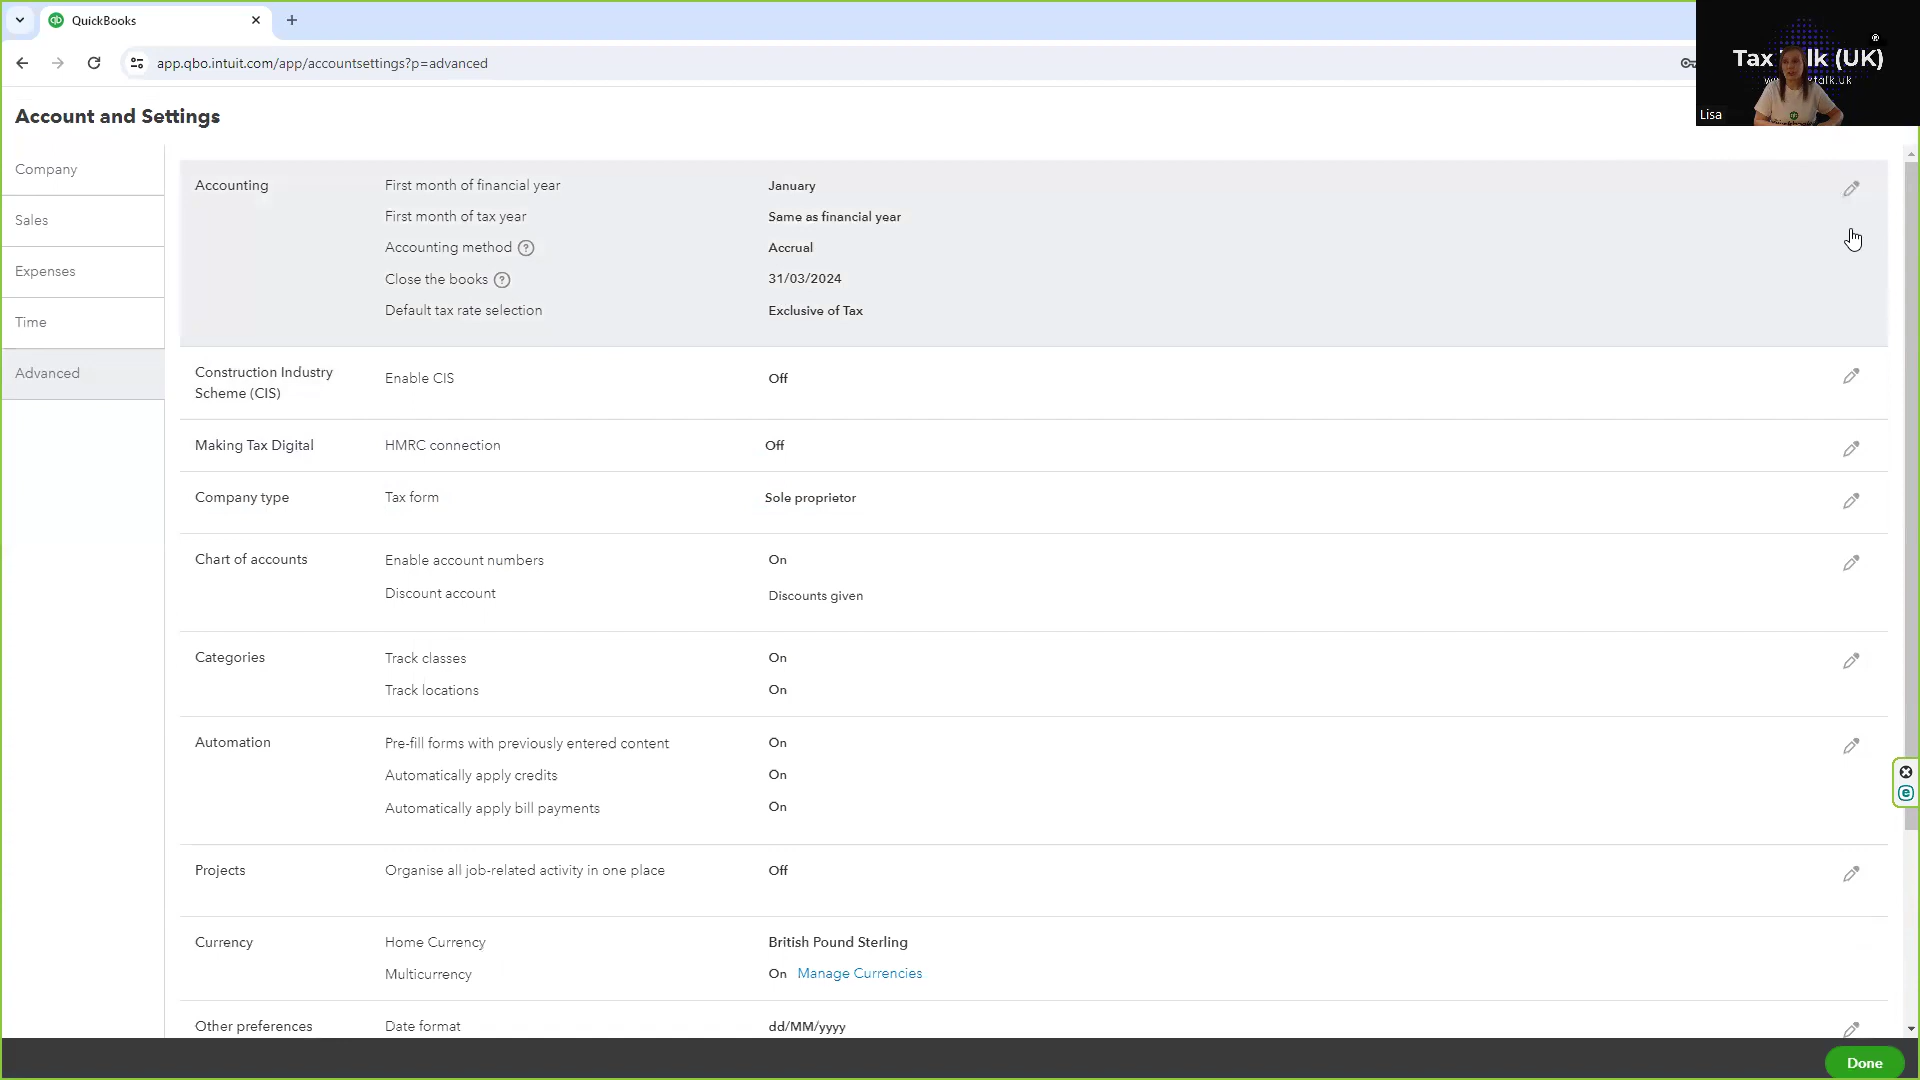 QuickBooks
app.qbo.intuit.com/app/accountsettings?p=advanced
Tax Talk (UK)
®
Lisa
Account and Settings
Company
Sales
Expenses
Time
Advanced
Accounting
First month of financial year January
First month of tax year Same as financial year
Accounting method ? Accrual
Close the books ? 31/03/2024
Default tax rate selection Exclusive of Tax
Construction Industry
Scheme (CIS)
Enable CIS Off
Making Tax Digital HMRC connection Off
Company type Tax form Sole proprietor
Chart of accounts Enable account numbers On
Discount account Discounts given
Categories Track classes On
Track locations On
Automation Pre-fill forms with previously entered content On
Automatically apply credits On
Automatically apply bill payments On
Projects Organise all job-related activity in one place Off
Currency Home Currency British Pound Sterling
Multicurrency On Manage Currencies
Other preferences Date format dd/MM/yyyy
Done